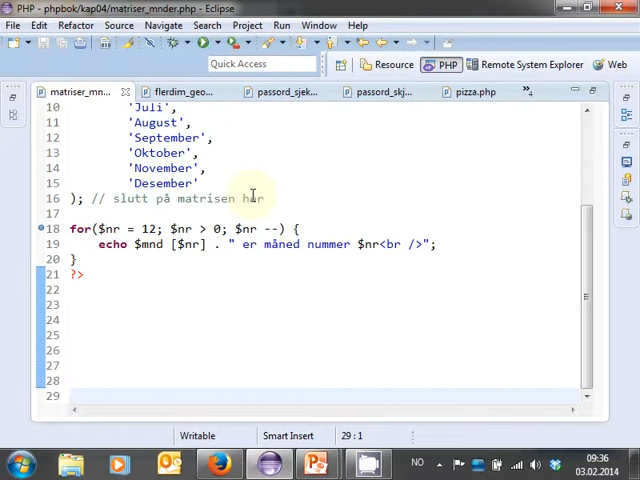 PHP - phpbok/kap04/matriser_mnder.php - Eclipse
File Edit Refactor Source Navigate Search Project Run Window Help
Quick Access
Resource PHP Remote System Explorer Web
matriser_mn... flerdim_geo... passord_sjek... passord_skj... pizza.php »4
10 'Juli',
11 'August',
12 'September',
13 'Oktober',
14 'November',
15 'Desember'
16 ); // slutt på matrisen her
17
18 for($nr = 12; $nr > 0; $nr --) {
19 echo $mnd [$nr] . " er måned nummer $nr<br />";
20 }
21 ?>
22
23
24
25
26
27
28
29
Writable Smart Insert 29 : 1
NO 09:36
03.02.2014